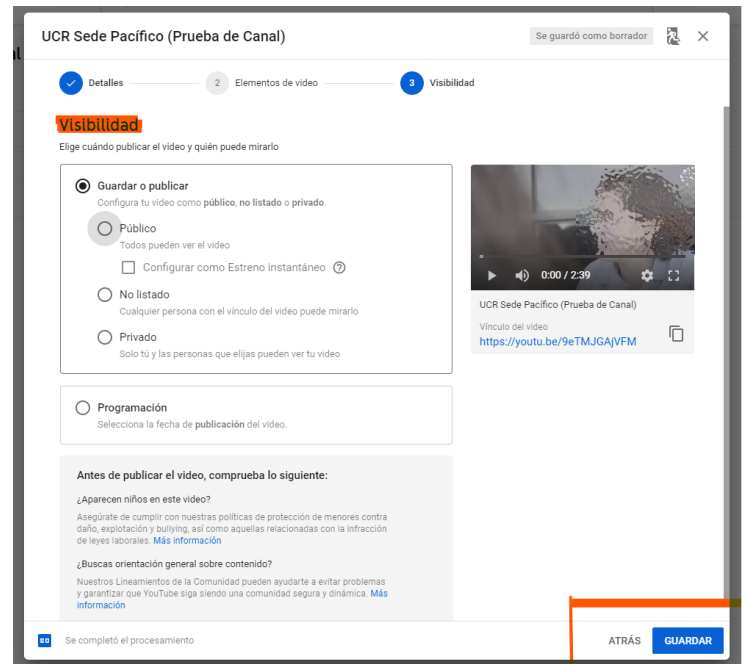 UCR Sede Pacífico (Prueba de Canal)
Se guardó como borrador
Detalles
2 Elementos de video
3 Visibilidad
Visibilidad
Elige cuándo publicar el video y quién puede mirarlo
Guardar o publicar
Configura tu video como público, no listado o privado.
Público
Todos pueden ver el video
Configurar como Estreno instantáneo
No listado
Cualquier persona con el vínculo del video puede mirarlo
Privado
Solo tú y las personas que elijas pueden ver tu video
0:00 / 2:39
UCR Sede Pacífico (Prueba de Canal)
Vínculo del video
https://youtu.be/9eTMJGAjVFM
Programación
Selecciona la fecha de publicación del video.
Antes de publicar el video, comprueba lo siguiente:
¿Aparecen niños en este video?
Asegúrate de cumplir con nuestras políticas de protección de menores contra
daño, explotación y bullying, así como aquellas relacionadas con la infracción
de leyes laborales. Más información
¿Buscas orientación general sobre contenido?
Nuestros Lineamientos de la Comunidad pueden ayudarte a evitar problemas
y garantizar que YouTube siga siendo una comunidad segura y dinámica. Más
información
SD Se completó el procesamiento
ATRÁS
GUARDAR